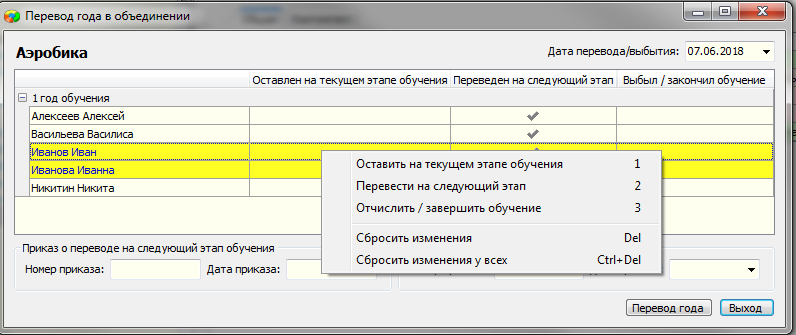 Перевод года в объединении
Аэробика
Дата перевода/выбытия: 07.06.2018
Оставлен на текущем этапе обучения Переведен на следующий этап Выбыл / закончил обучение
1 год обучения
Алексеев Алексей
Васильева Василиса
Иванов Иван
Иванова Иванна
Никитин Никита
Оставить на текущем этапе обучения 1
Перевести на следующий этап 2
Отчислить / завершить обучение 3
Сбросить изменения Del
Сбросить изменения у всех Ctrl+Del
Приказ о переводе на следующий этап обучения
Номер приказа: Дата приказа:
Перевод года Выход